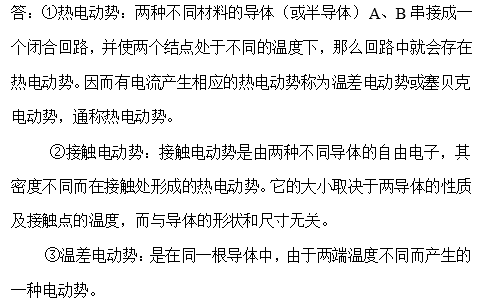 答：①热电动势：两种不同材料的导体（或半导体）A、B 串接成一
个闭合回路，并使两个结点处于不同的温度下，那么回路中就会存在
热电动势。因而有电流产生相应的热电动势称为温差电动势或塞贝克
电动势，通称热电动势。
②接触电动势：接触电动势是由两种不同导体的自由电子，其
密度不同而在接触处形成的热电动势。它的大小取决于两导体的性质
及接触点的温度，而与导体的形状和尺寸无关。
③温差电动势：是在同一根导体中，由于两端温度不同而产生的
一种电动势。